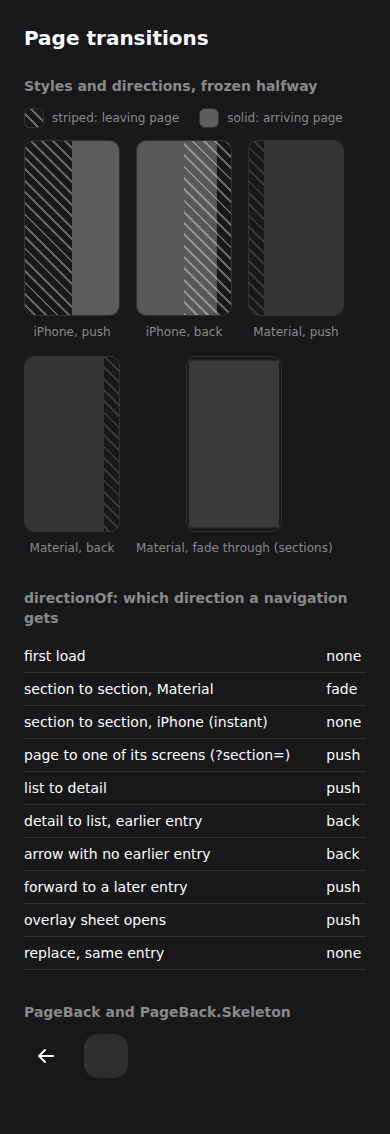 Page transitions
Styles and directions, frozen halfway
striped: leaving page
solid: arriving page
iPhone, push
iPhone, back
Material, push
Material, back
Material, fade through (sections)
directionOf: which direction a navigation
gets
first load none
section to section, Material fade
section to section, iPhone (instant) none
page to one of its screens (?section=) push
list to detail push
detail to list, earlier entry back
arrow with no earlier entry back
forward to a later entry push
overlay sheet opens push
replace, same entry none
PageBack and PageBack.Skeleton